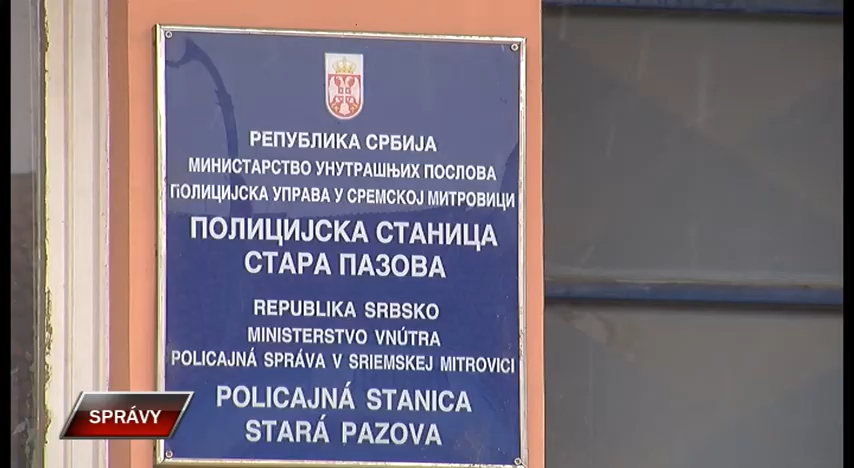 РЕПУБЛИКА СРБИЈА
МИНИСТАРСТВО УНУТРАШЊИХ ПОСЛОВА
ПОЛИЦИЈСКА УПРАВА У СРЕМСКОЈ МИТРОВИЦИ
ПОЛИЦИЈСКА СТАНИЦА
СТАРА ПАЗОВА
REPUBLIKA SRBSKO
MINISTERSTVO VNÚTRA
POLICAJNÁ SPRÁVA V SRIEMSKEJ MITROVICI
POLICAJNÁ STANICA
STARÁ PAZOVA
SPRÁVY